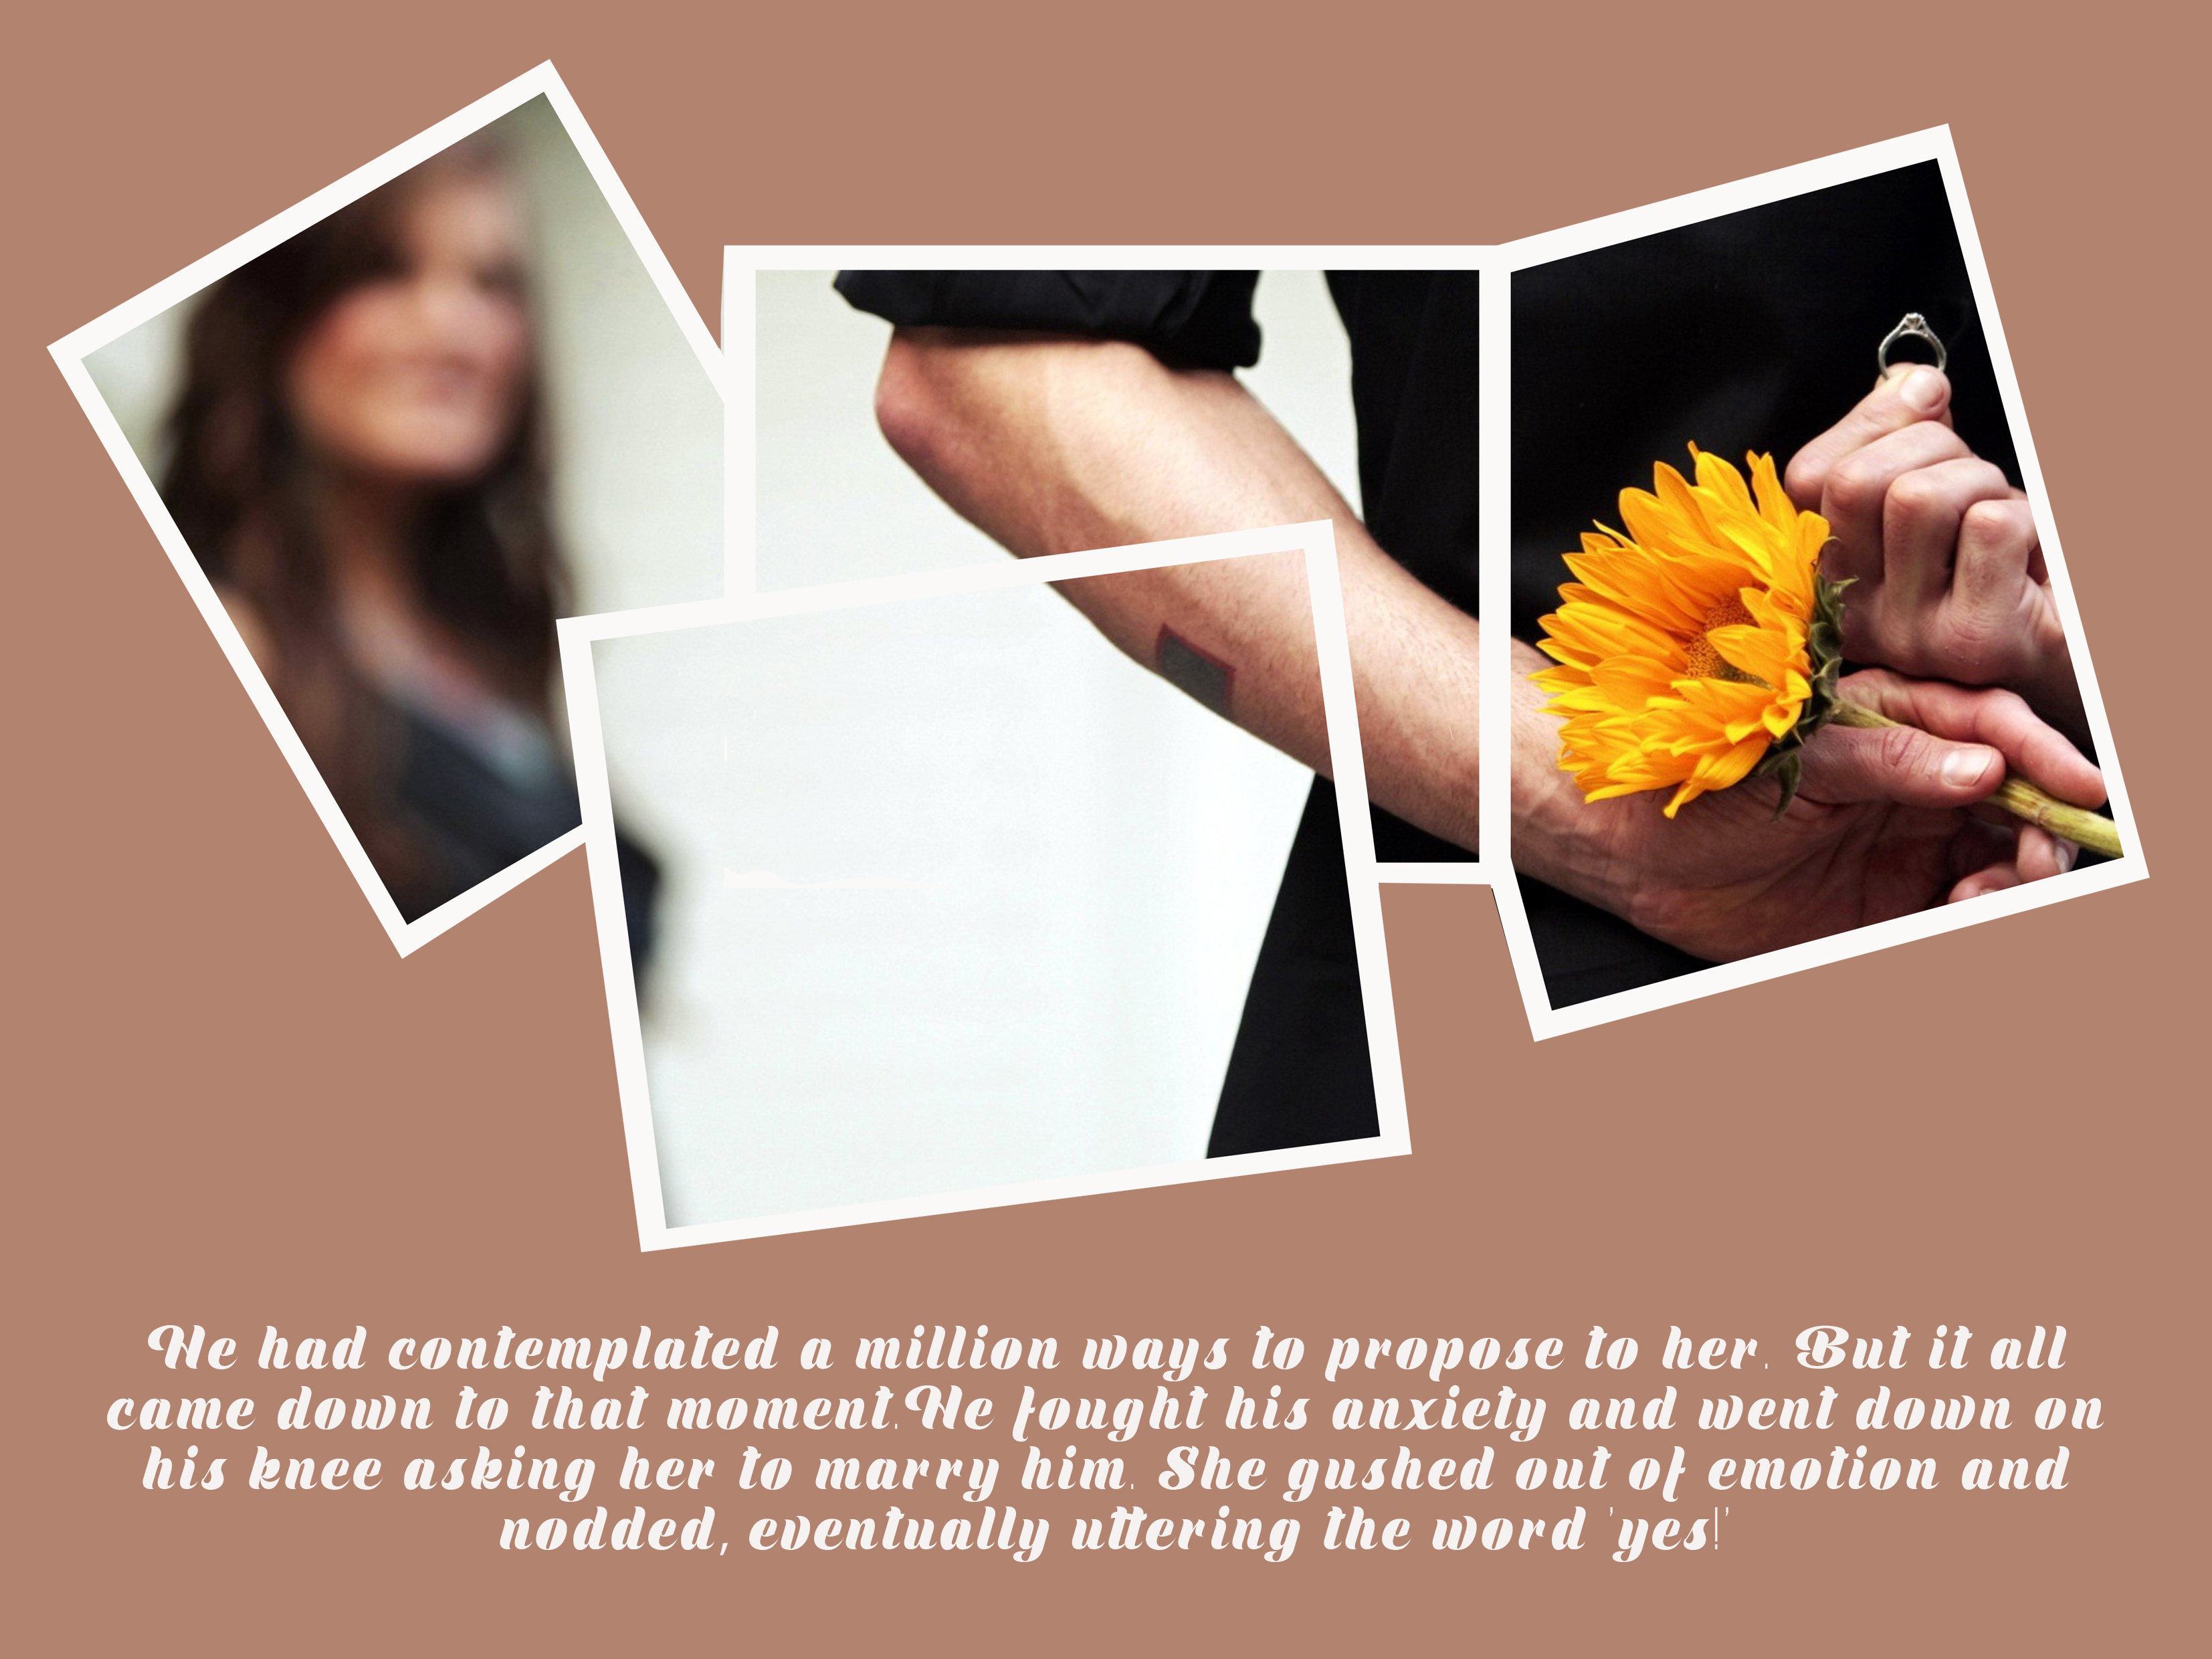 He had contemplated a million ways to propose to her. But it all
came down to that moment.He fought his anxiety and went down on
his knee asking her to marry him. She gushed out of emotion and
nodded, eventually uttering the word 'yes!'